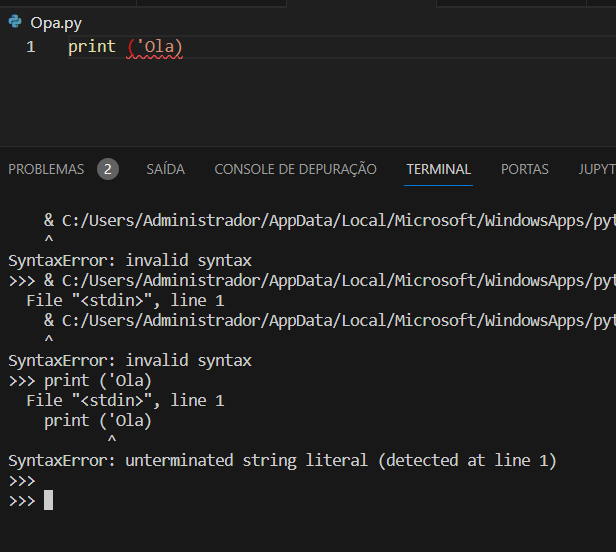 Opa.py
1 print ('Ola)
PROBLEMAS 2 SAÍDA CONSOLE DE DEPURAÇÃO TERMINAL PORTAS JUPYT
& C:/Users/Administrador/AppData/Local/Microsoft/WindowsApps/pyt
^
SyntaxError: invalid syntax
>>> & C:/Users/Administrador/AppData/Local/Microsoft/WindowsApps/pyt
File "<stdin>", line 1
& C:/Users/Administrador/AppData/Local/Microsoft/WindowsApps/pyt
^
SyntaxError: invalid syntax
>>> print ('Ola)
File "<stdin>", line 1
print ('Ola)
^
SyntaxError: unterminated string literal (detected at line 1)
>>>
>>>